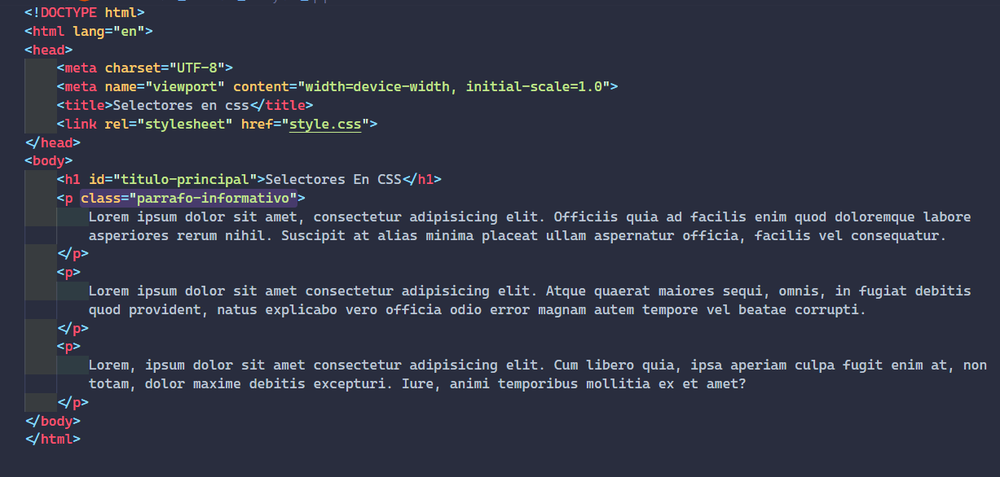 <!DOCTYPE html>
<html lang="en">
<head>
    <meta charset="UTF-8">
    <meta name="viewport" content="width=device-width, initial-scale=1.0">
    <title>Selectores en css</title>
    <link rel="stylesheet" href="style.css">
</head>
<body>
    <h1 id="titulo-principal">Selectores En CSS</h1>
    <p class="parrafo-informativo">
        Lorem ipsum dolor sit amet, consectetur adipisicing elit. Officiis quia ad facilis enim quod doloremque labore
        asperiores rerum nihil. Suscipit at alias minima placeat ullam aspernatur officia, facilis vel consequatur.
    </p>
    <p>
        Lorem ipsum dolor sit amet consectetur adipisicing elit. Atque quaerat maiores sequi, omnis, in fugiat debitis
        quod provident, natus explicabo vero officia odio error magnam autem tempore vel beatae corrupti.
    </p>
    <p>
        Lorem, ipsum dolor sit amet consectetur adipisicing elit. Cum libero quia, ipsa aperiam culpa fugit enim at, non
        totam, dolor maxime debitis excepturi. Iure, animi temporibus mollitia ex et amet?
    </p>
</body>
</html>